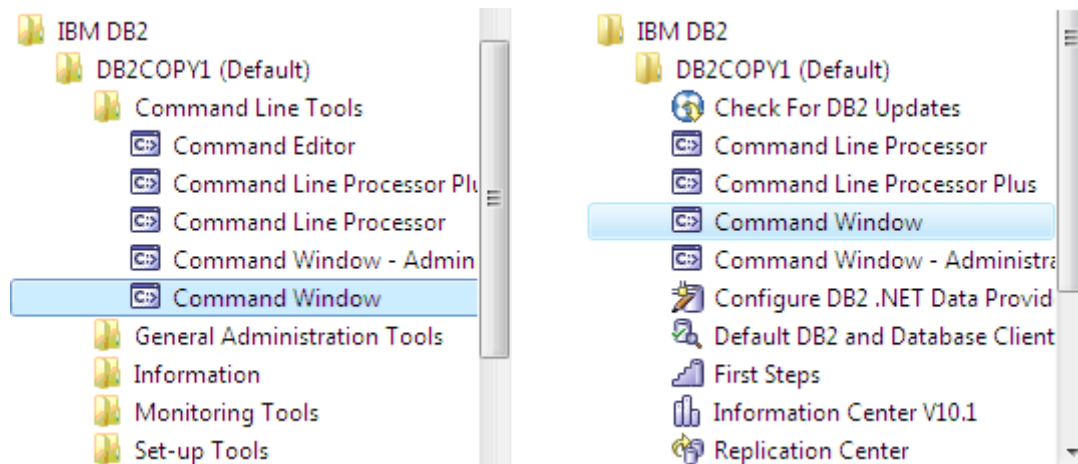 IBM DB2
DB2COPY1 (Default)
Command Line Tools
Command Editor
Command Line Processor Plu
Command Line Processor
Command Window - Admin
Command Window
General Administration Tools
Information
Monitoring Tools
Set-up Tools
IBM DB2
DB2COPY1 (Default)
Check For DB2 Updates
Command Line Processor
Command Line Processor Plus
Command Window
Command Window - Administra
Configure DB2 .NET Data Provid
Default DB2 and Database Client
First Steps
Information Center V10.1
Replication Center